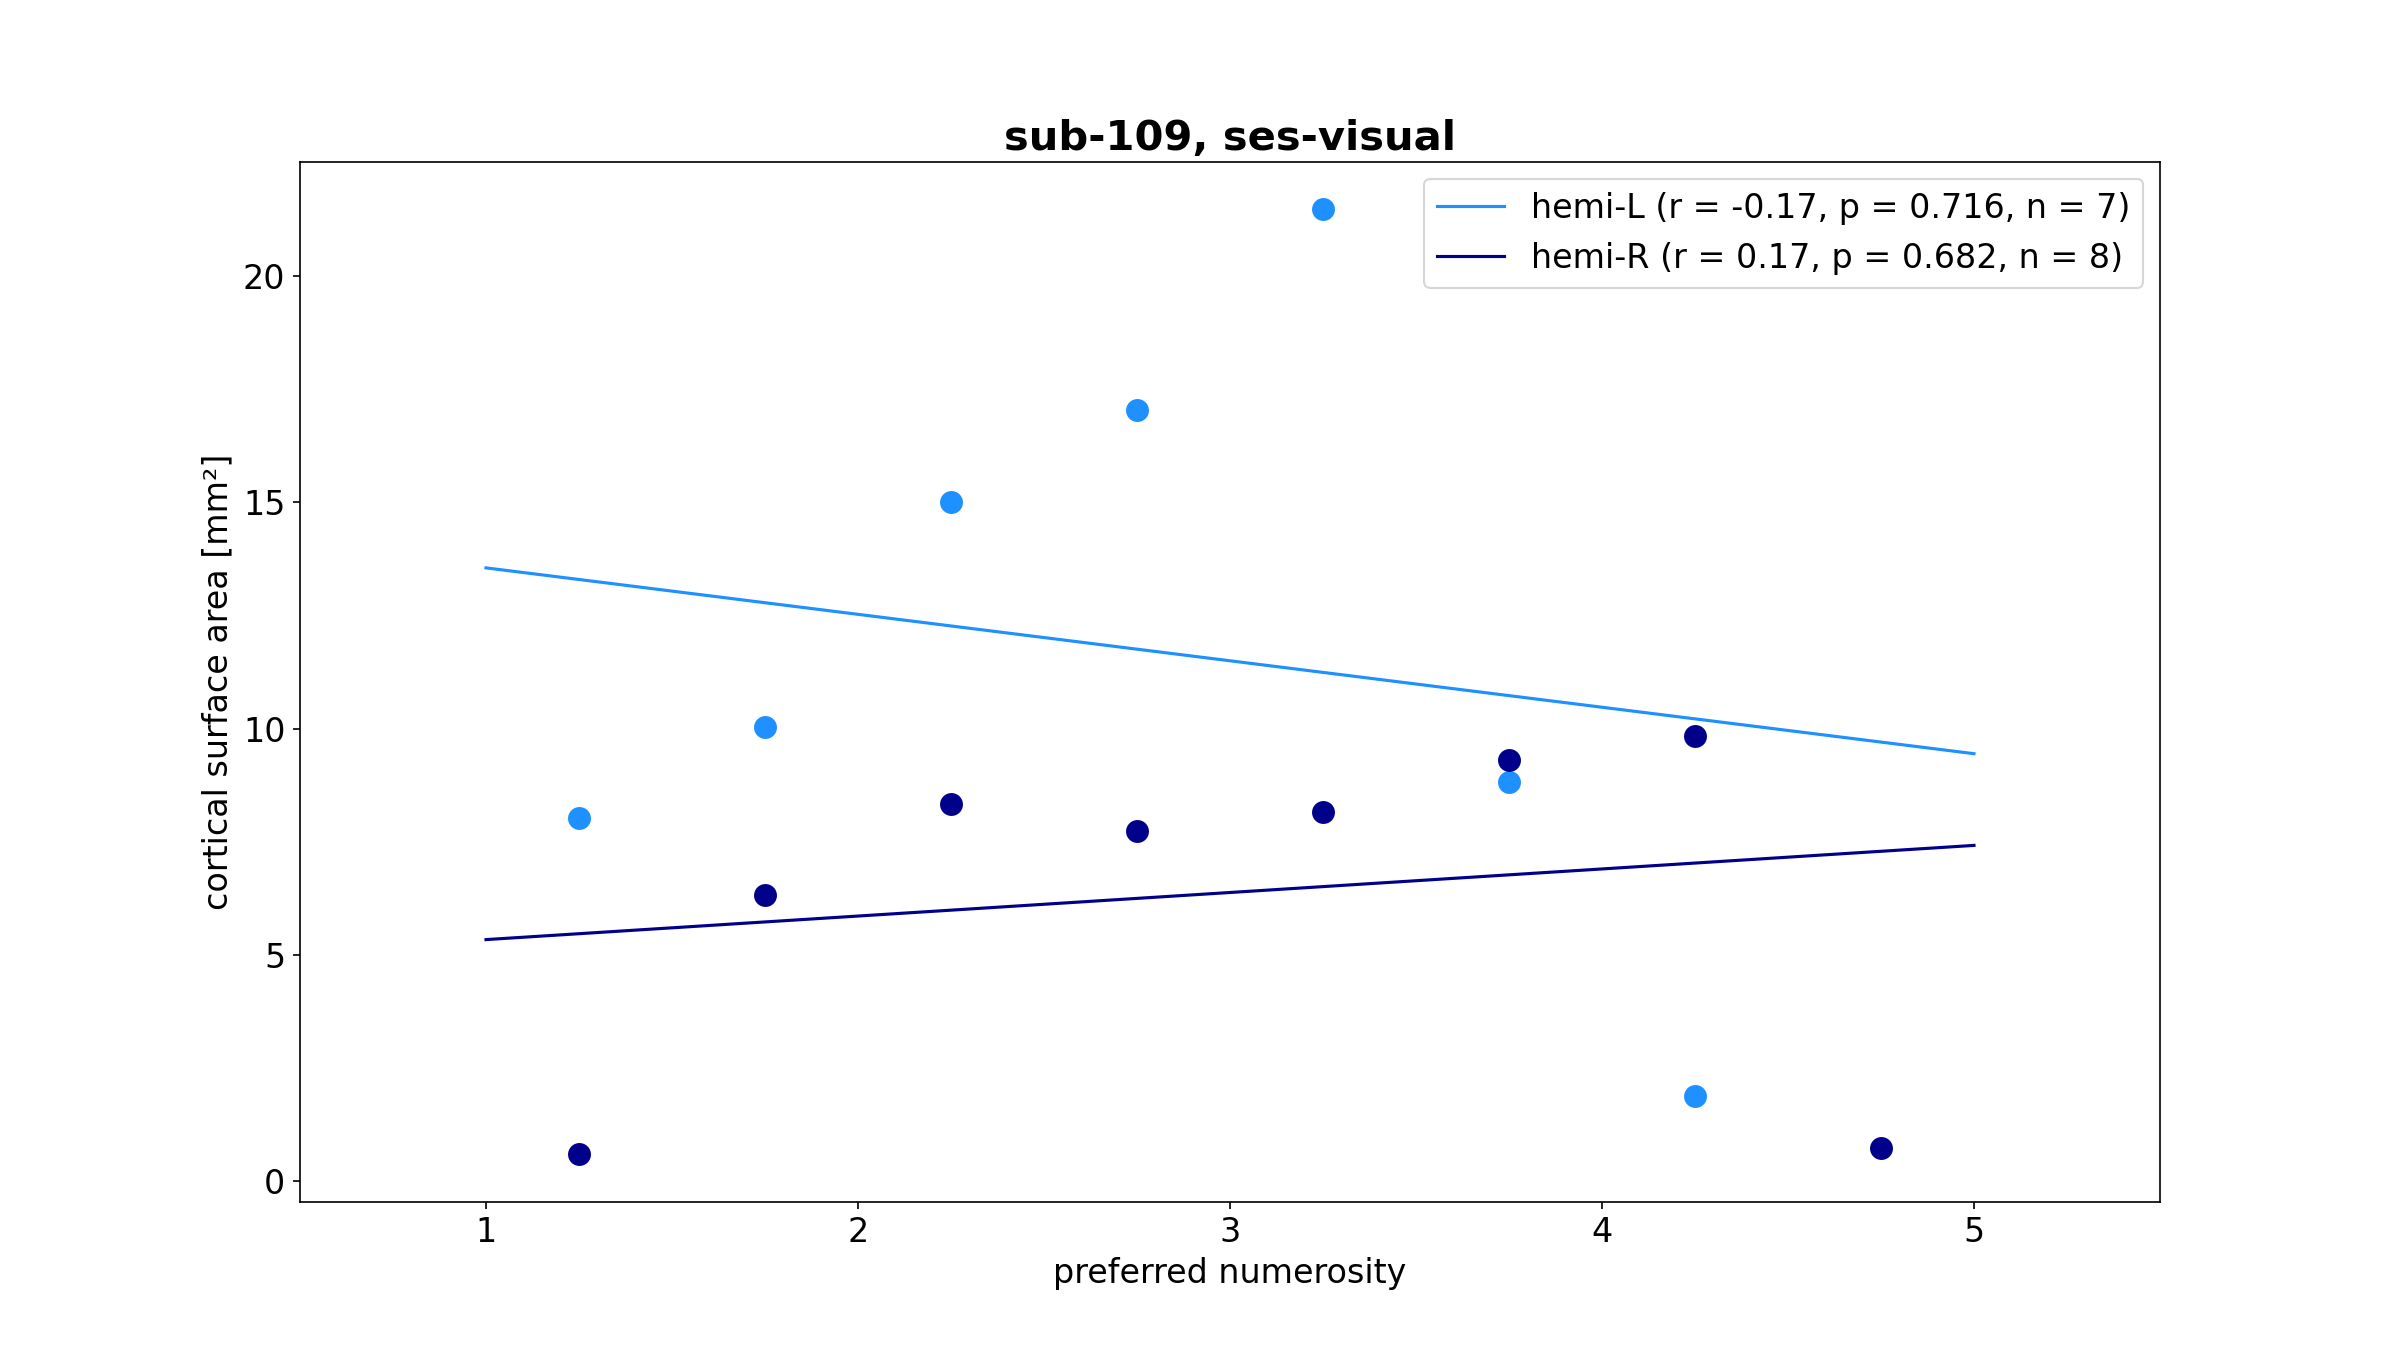 sub-109, ses-visual
hemi-L (r = -0.17, p = 0.716, n = 7)
hemi-R (r = 0.17, p = 0.682, n = 8)
cortical surface area [mm²]
20
15
10
5
0
1 2 3 4 5
preferred numerosity